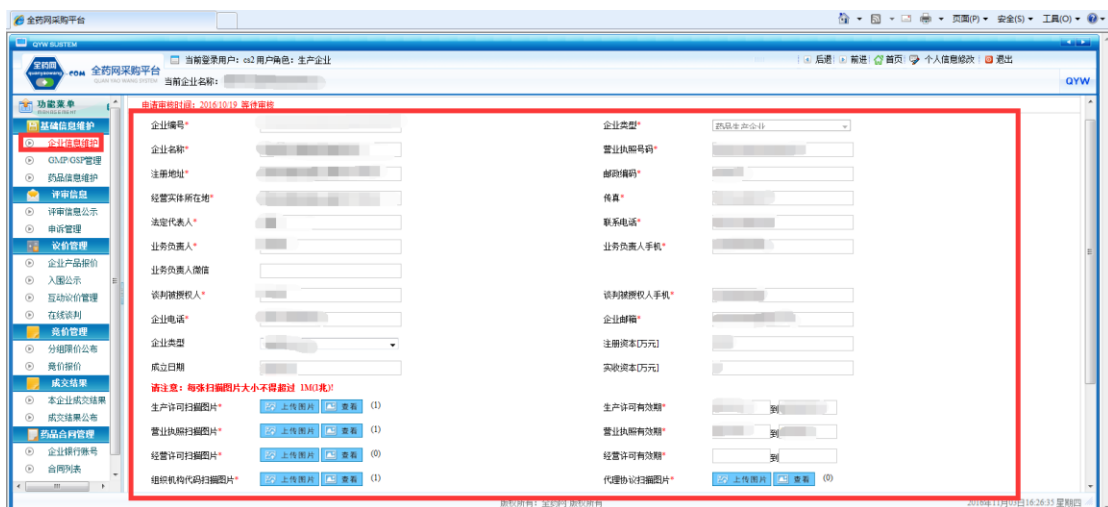 全药网采购平台
页面(P) 安全(S) 工具(O)
QYW SUSTEM
全药网 .COM 全药网采购平台
当前登录用户：cs2 用户角色：生产企业
后退 前进 首页 个人信息修改 退出
当前企业名称：
QYW
功能菜单
申请审核时间：2016/10/19 等待审核
基础信息维护
企业信息维护
GMP/GSP管理
药品信息维护
评审信息
评审信息公示
申诉管理
议价管理
企业产品报价
入围公示
互动议价管理
在线谈判
竞价管理
分组限价公布
竞价报价
成交结果
本企业成交结果
成交结果公布
药品合同管理
企业银行账号
合同列表
企业编号* 企业类型* 药品生产企业
企业名称* 营业执照号码*
注册地址* 邮政编码*
经营实体所在地* 传真*
法定代表人* 联系电话*
业务负责人* 业务负责人手机*
业务负责人微信
谈判被授权人* 谈判被授权人手机*
企业电话* 企业邮箱*
企业类型 注册资本[万元]
成立日期 实收资本[万元]
请注意：每张扫描图片大小不得超过 1M(1兆)!
生产许可扫描图片* 上传图片 查看 (1) 生产许可有效期* 到
营业执照扫描图片* 上传图片 查看 (1) 营业执照有效期* 到
经营许可扫描图片* 上传图片 查看 (0) 经营许可有效期* 到
组织机构代码扫描图片* 上传图片 查看 (1) 代理协议扫描图片* 上传图片 查看 (0)
版权所有：全药网 版权所有
2016年11月03日16:26:35 星期四